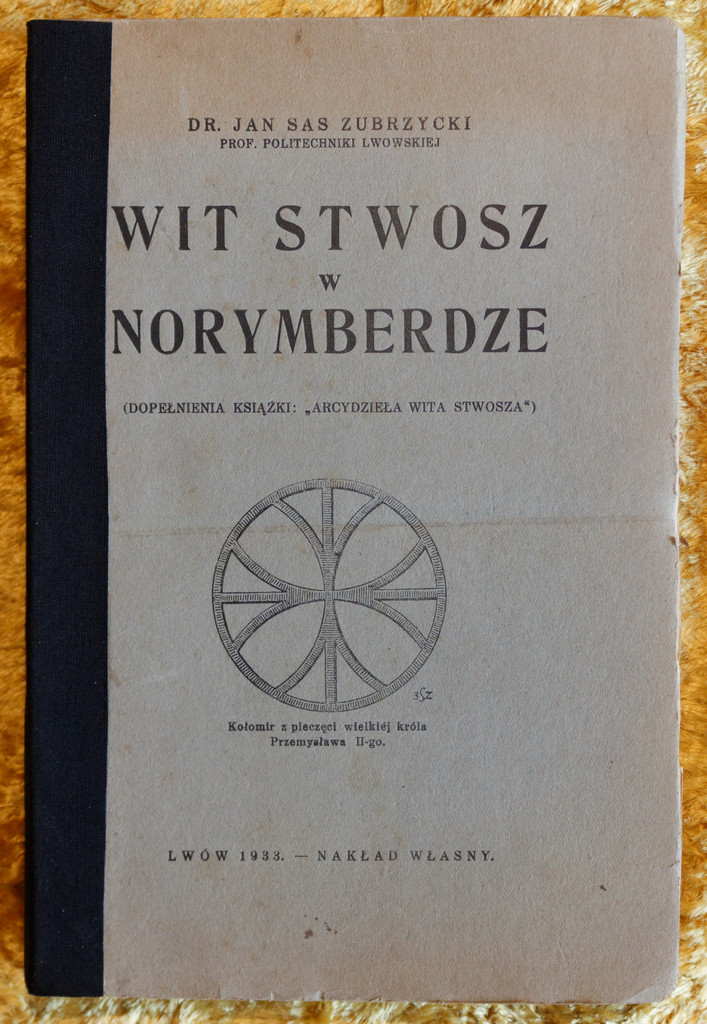 DR. JAN SAS ZUBRZYCKI
PROF. POLITECHNIKI LWOWSKIEJ
WIT STWOSZ
W
NORYMBERDZE
(DOPEŁNIENIA KSIĄŻKI: „ARCYDZIEŁA WITA STWOSZA“)
Kołomir z pieczęci wielkiéj króla
Przemysława II-go.
LWÓW 1933. — NAKŁAD WŁASNY.